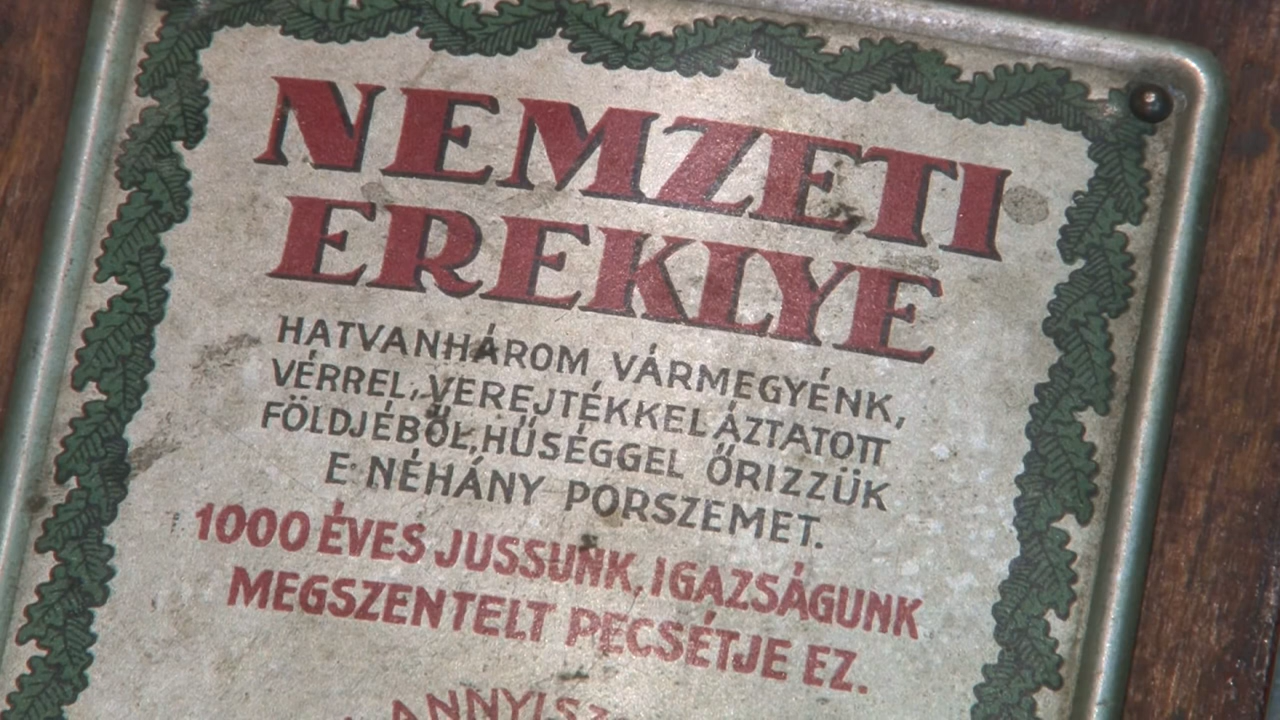 NEMZETI
EREKLYE
HATVANHÁROM VÁRMEGYÉNK,
VÉRREL, VEREJTÉKKEL ÁZTATOTT
FÖLDJÉBŐL, HŰSÉGGEL ŐRIZZÜK
E NÉHÁNY PORSZEMET.
1000 ÉVES JUSSUNK, IGAZSÁGUNK
MEGSZENTELT PECSÉTJE EZ.